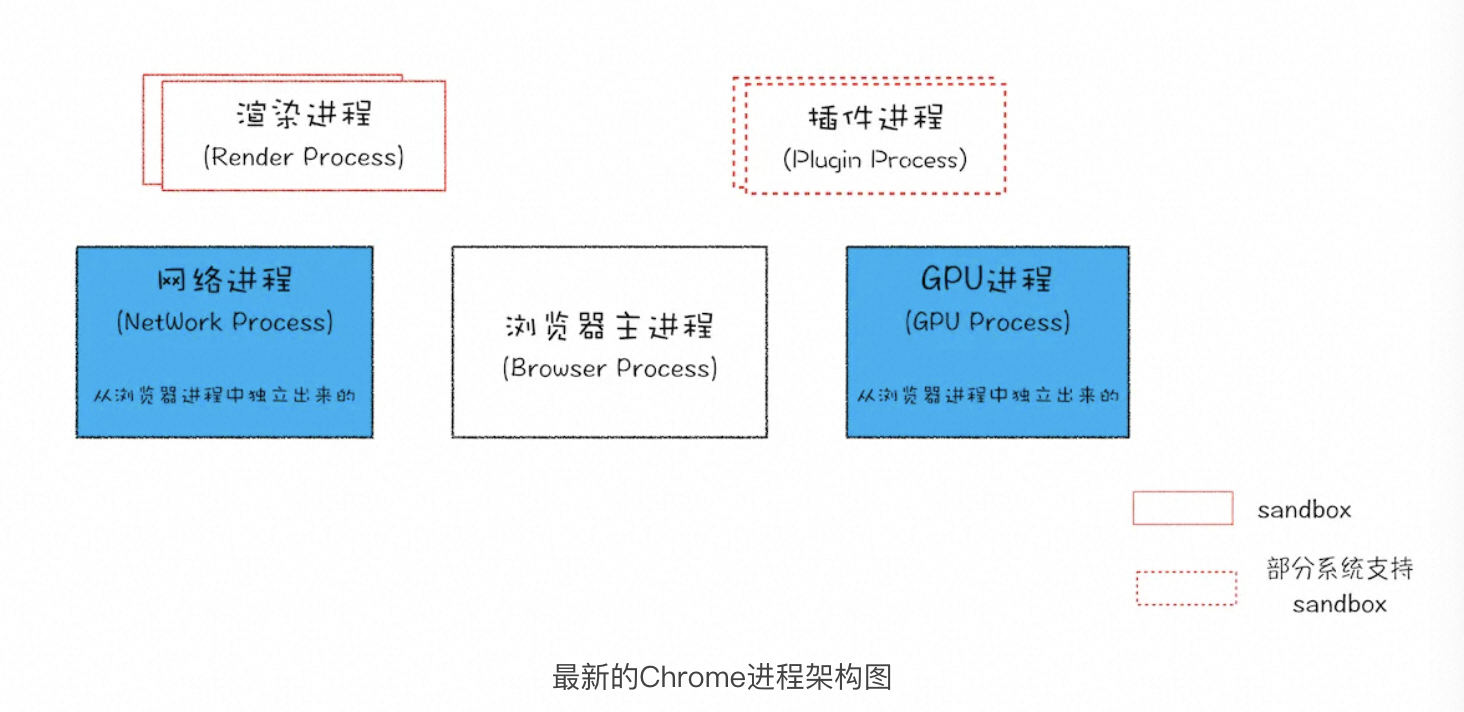 渲染进程
(Render Process)
插件进程
(Plugin Process)
网络进程
(NetWork Process)
从浏览器进程中独立出来的
浏览器主进程
(Browser Process)
GPU进程
(GPU Process)
从浏览器进程中独立出来的
sandbox
部分系统支持
sandbox
最新的Chrome进程架构图